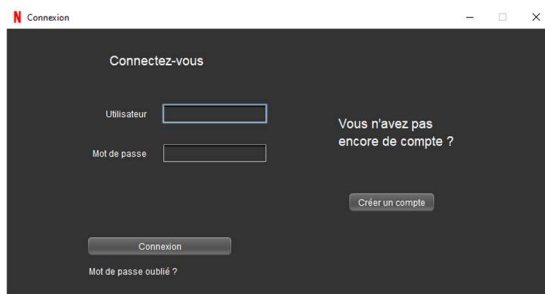 N Connexion
Connectez-vous
Utilisateur
Mot de passe
Connexion
Mot de passe oublié ?
Vous n'avez pas
encore de compte ?
Créer un compte